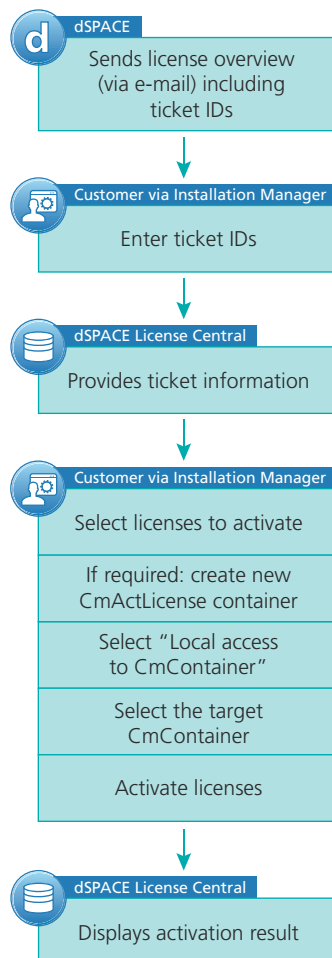 d
dSPACE
Sends license overview
(via e-mail) including
ticket IDs
Customer via Installation Manager
Enter ticket IDs
dSPACE License Central
Provides ticket information
Customer via Installation Manager
Select licenses to activate
If required: create new
CmActLicense container
Select “Local access
to CmContainer”
Select the target
CmContainer
Activate licenses
dSPACE License Central
Displays activation result